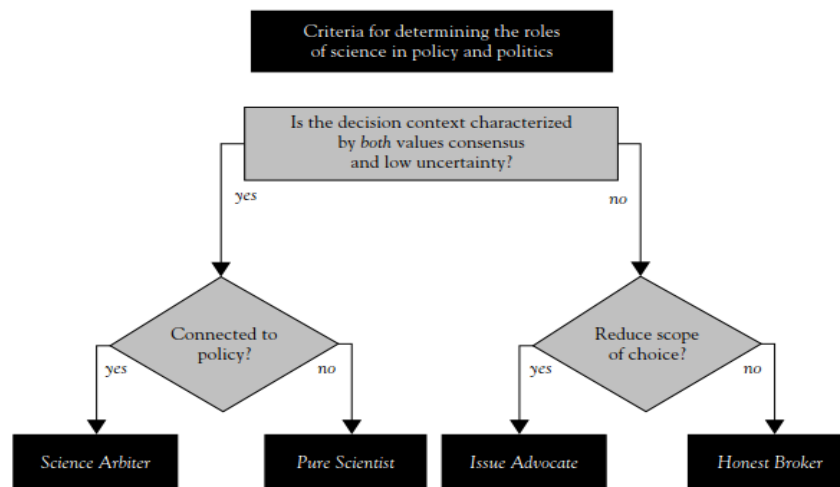 Criteria for determining the roles
of science in policy and politics
Is the decision context characterized
by both values consensus
and low uncertainty?
yes
no
Connected to
policy?
Reduce scope
of choice?
yes
no
yes
no
Science Arbiter
Pure Scientist
Issue Advocate
Honest Broker